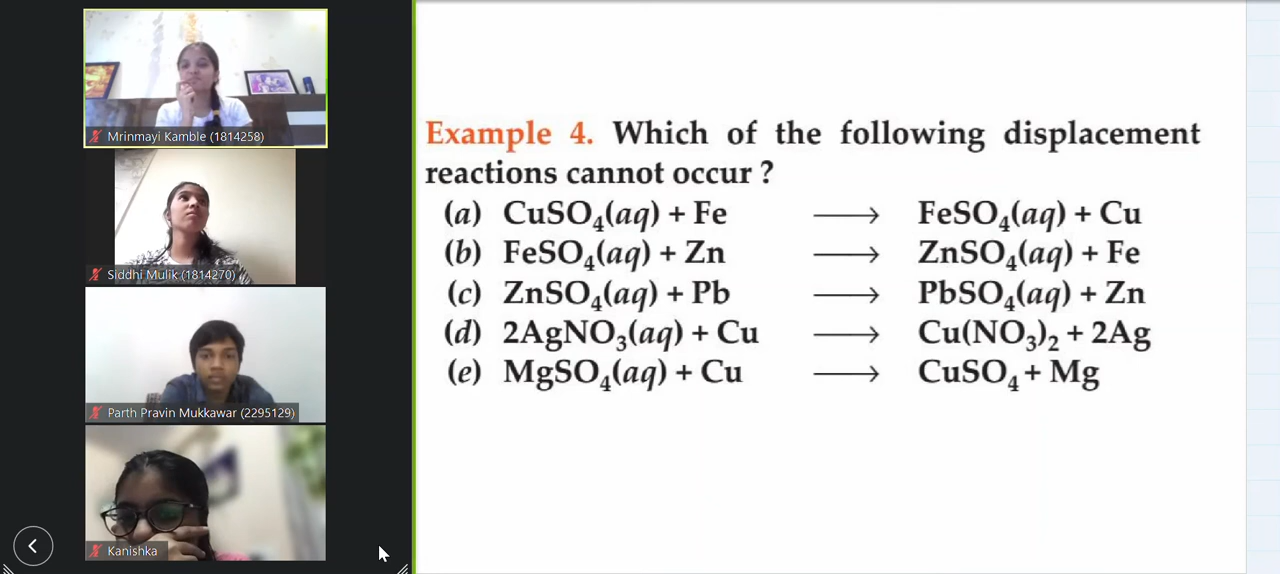 Mrinmayi Kamble (1814258)
Siddhi Mulik (1814270)
Parth Pravin Mukkawar (2295129)
Kanishka
Example 4. Which of the following displacement
reactions cannot occur ?
(a) CuSO₄(aq) + Fe ⟶ FeSO₄(aq) + Cu
(b) FeSO₄(aq) + Zn ⟶ ZnSO₄(aq) + Fe
(c) ZnSO₄(aq) + Pb ⟶ PbSO₄(aq) + Zn
(d) 2AgNO₃(aq) + Cu ⟶ Cu(NO₃)₂ + 2Ag
(e) MgSO₄(aq) + Cu ⟶ CuSO₄ + Mg